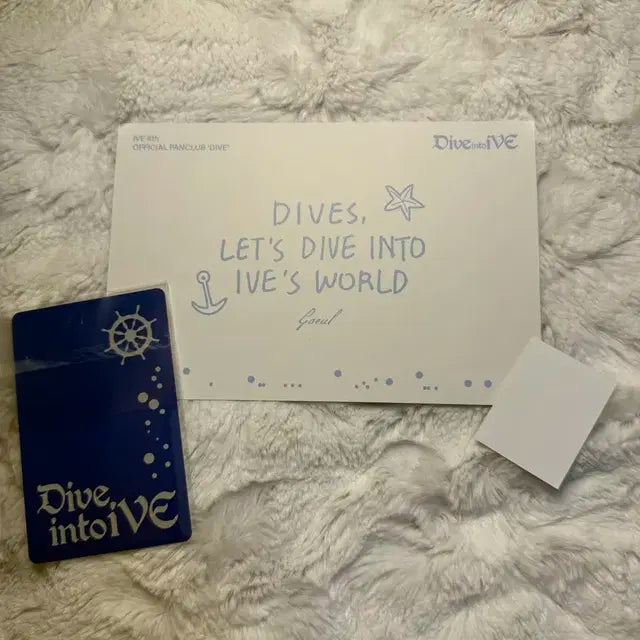 IVE 4th
OFFICIAL FANCLUB 'DIVE'
Dive into IVE
DIVES,
LET'S DIVE INTO
IVE'S WORLD
Gaeul
Dive
into IVE